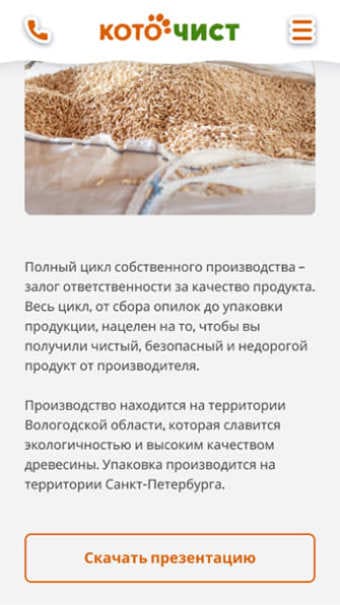 КОТОЧИСТ
Полный цикл собственного производства –
залог ответственности за качество продукта.
Весь цикл, от сбора опилок до упаковки
продукции, нацелен на то, чтобы вы
получили чистый, безопасный и недорогой
продукт от производителя.
Производство находится на территории
Вологодской области, которая славится
экологичностью и высоким качеством
древесины. Упаковка производится на
территории Санкт-Петербурга.
Скачать презентацию